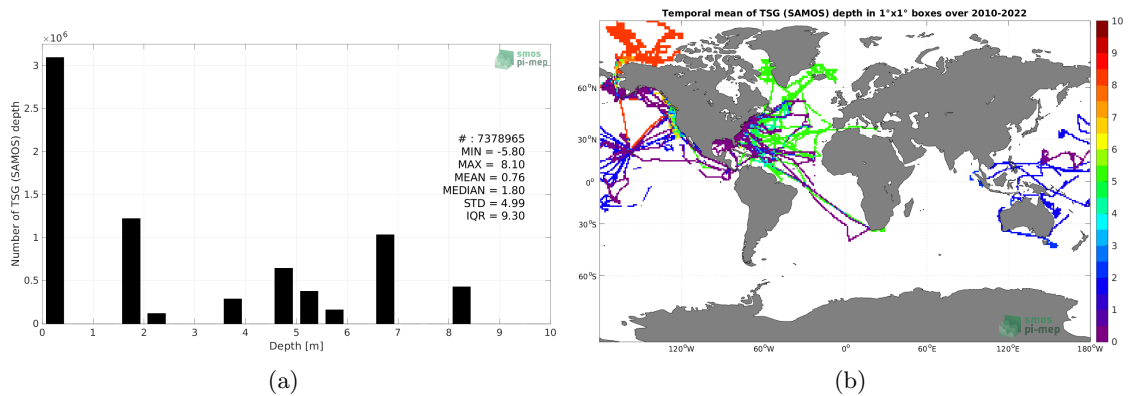 ×10⁶
smos
pi-mep
Number of TSG (SAMOS) depth
3.5
3
2.5
2
1.5
1
0.5
0
# : 7378965
MIN = -5.80
MAX = 8.10
MEAN = 0.76
MEDIAN = 1.80
STD = 4.99
IQR = 9.30
0 1 2 3 4 5 6 7 8 9 10
Depth [m]
(a)
Temporal mean of TSG (SAMOS) depth in 1°x1° boxes over 2010-2022
60°N
30°N
0°
30°S
60°S
120°W 60°W 0° 60°E 120°E 180°W
smos
pi-mep
10
9
8
7
6
5
4
3
2
1
0
(b)